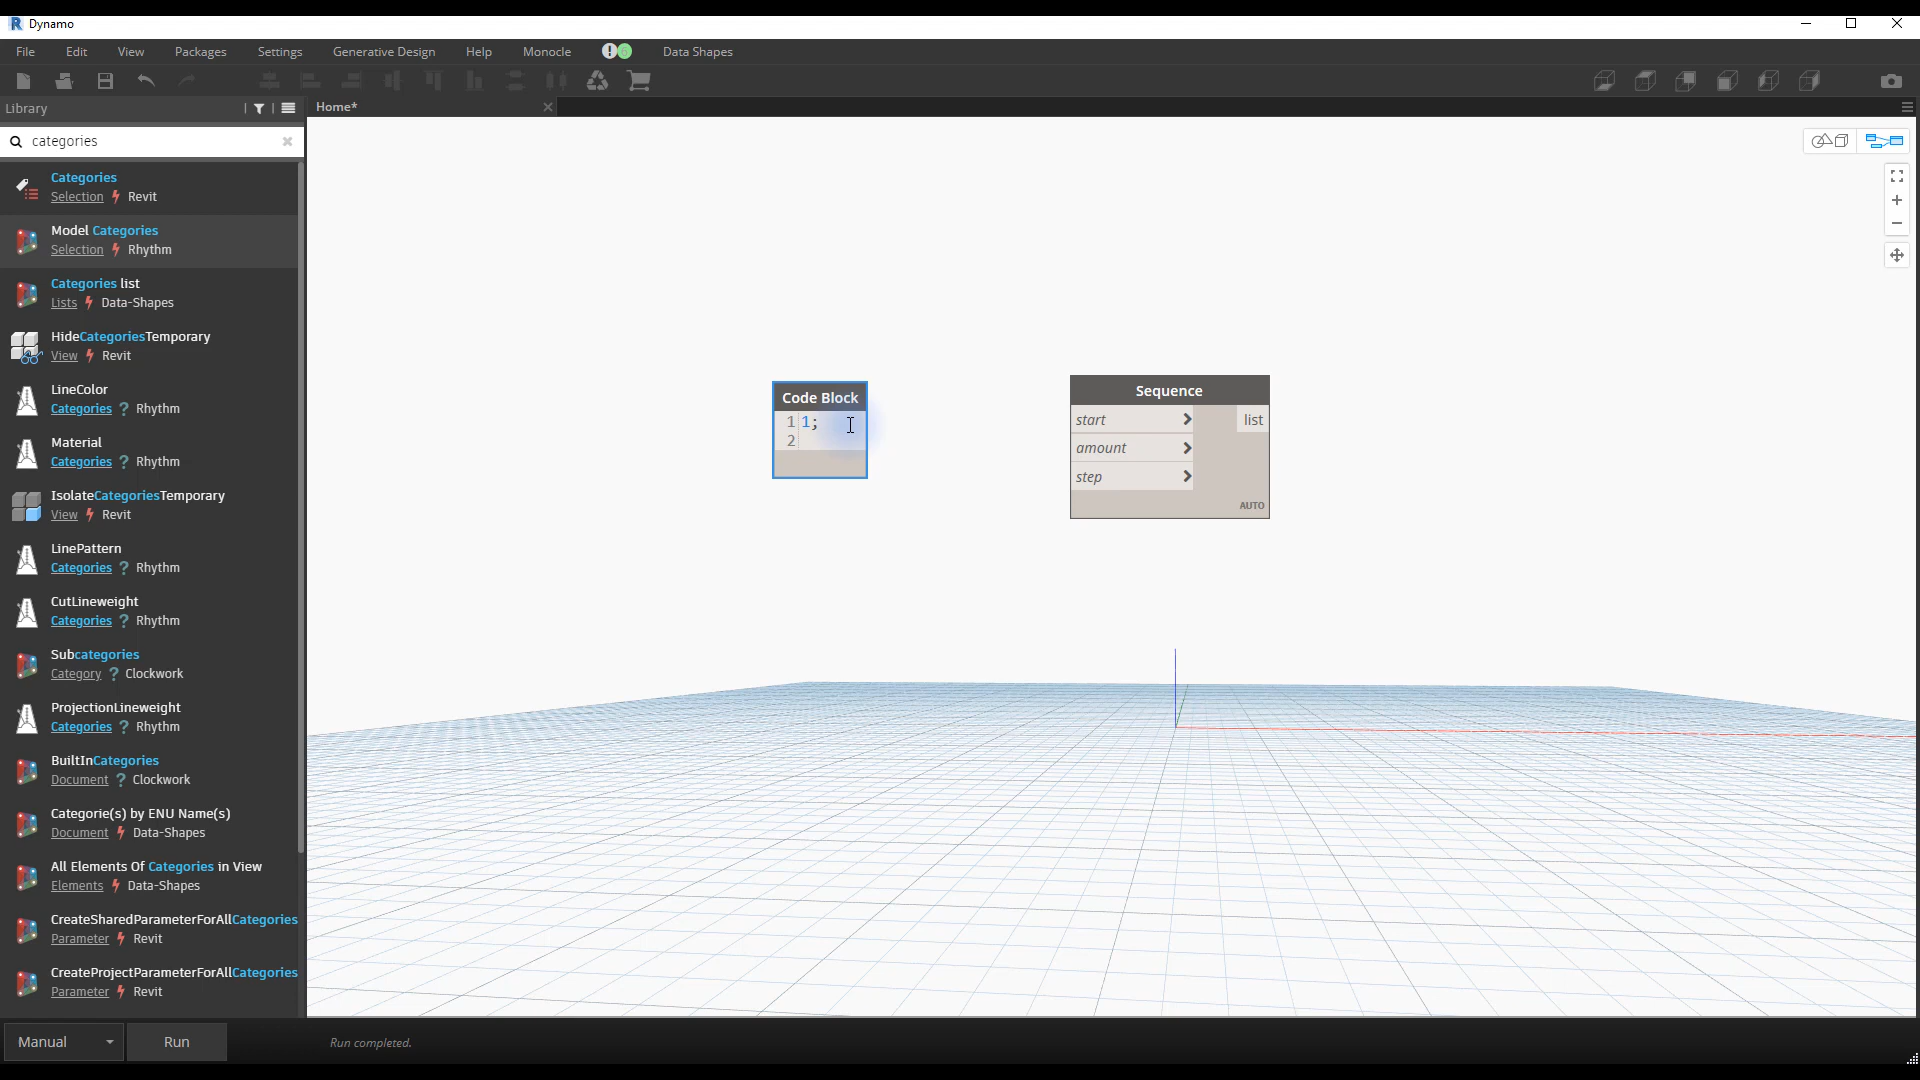 Dynamo
File Edit View Packages Settings Generative Design Help Monocle ! Data Shapes
Library
Home*
categories
Categories
Selection Revit
Model Categories
Selection Rhythm
Categories list
Lists Data-Shapes
HideCategoriesTemporary
View Revit
LineColor
Categories ? Rhythm
Material
Categories ? Rhythm
IsolateCategoriesTemporary
View Revit
LinePattern
Categories ? Rhythm
CutLineweight
Categories ? Rhythm
Subcategories
Category ? Clockwork
ProjectionLineweight
Categories ? Rhythm
BuiltInCategories
Document ? Clockwork
Categorie(s) by ENU Name(s)
Document Data-Shapes
All Elements Of Categories in View
Elements Data-Shapes
CreateSharedParameterForAllCategories
Parameter Revit
CreateProjectParameterForAllCategories
Parameter Revit
Code Block
1 1;
2
Sequence
start > list
amount >
step >
AUTO
Manual Run Run completed.